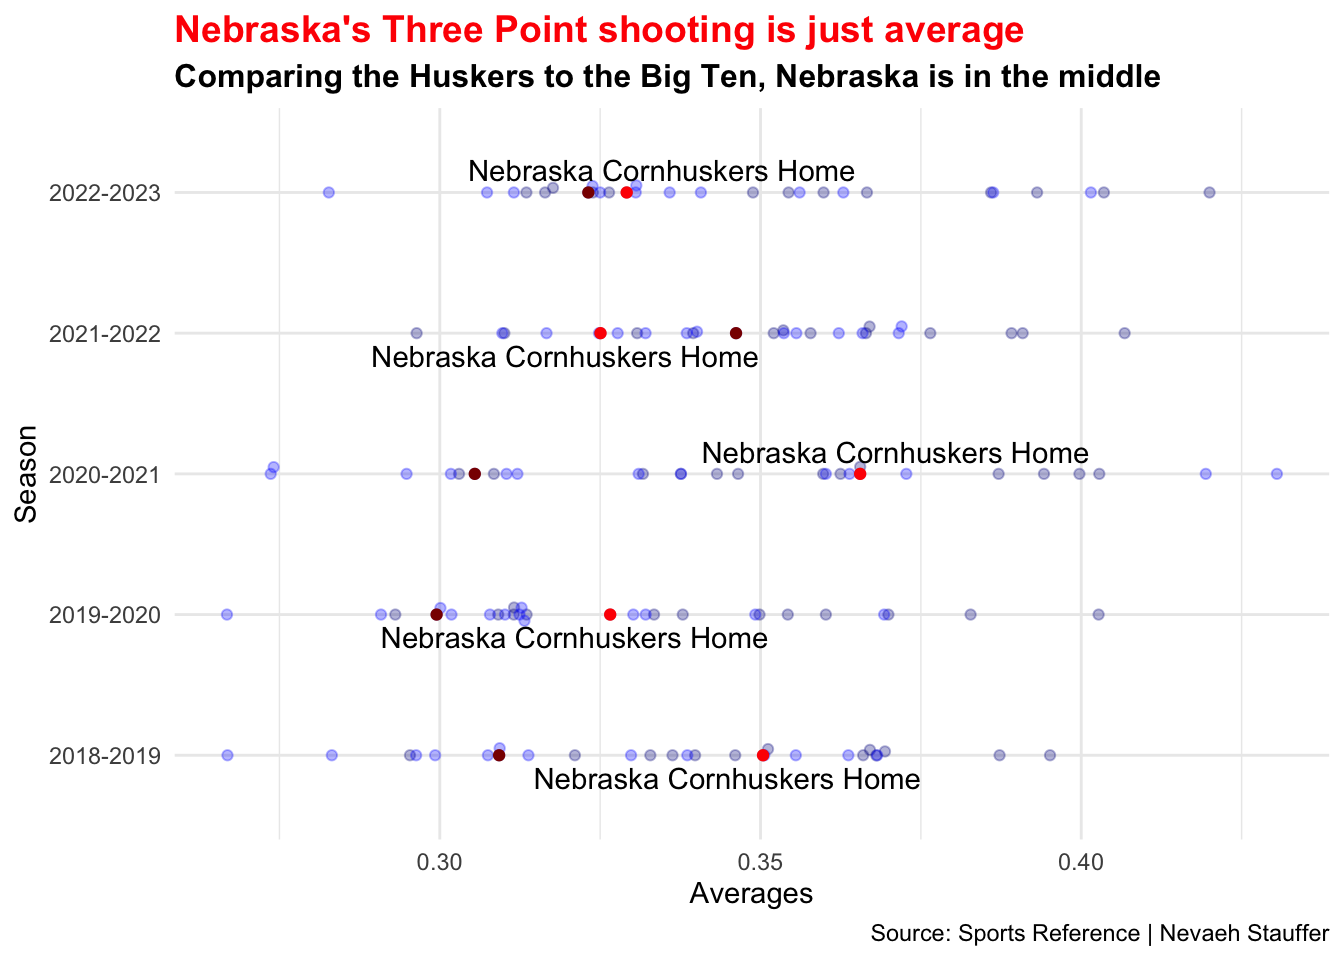 Nebraska's Three Point shooting is just average
Comparing the Huskers to the Big Ten, Nebraska is in the middle
Nebraska Cornhuskers Home
2022-2023
2021-2022
Nebraska Cornhuskers Home
Nebraska Cornhuskers Home
2020-2021
Season
2019-2020
Nebraska Cornhuskers Home
2018-2019
Nebraska Cornhuskers Home
0.30 0.35 0.40
Averages
Source: Sports Reference | Nevaeh Stauffer